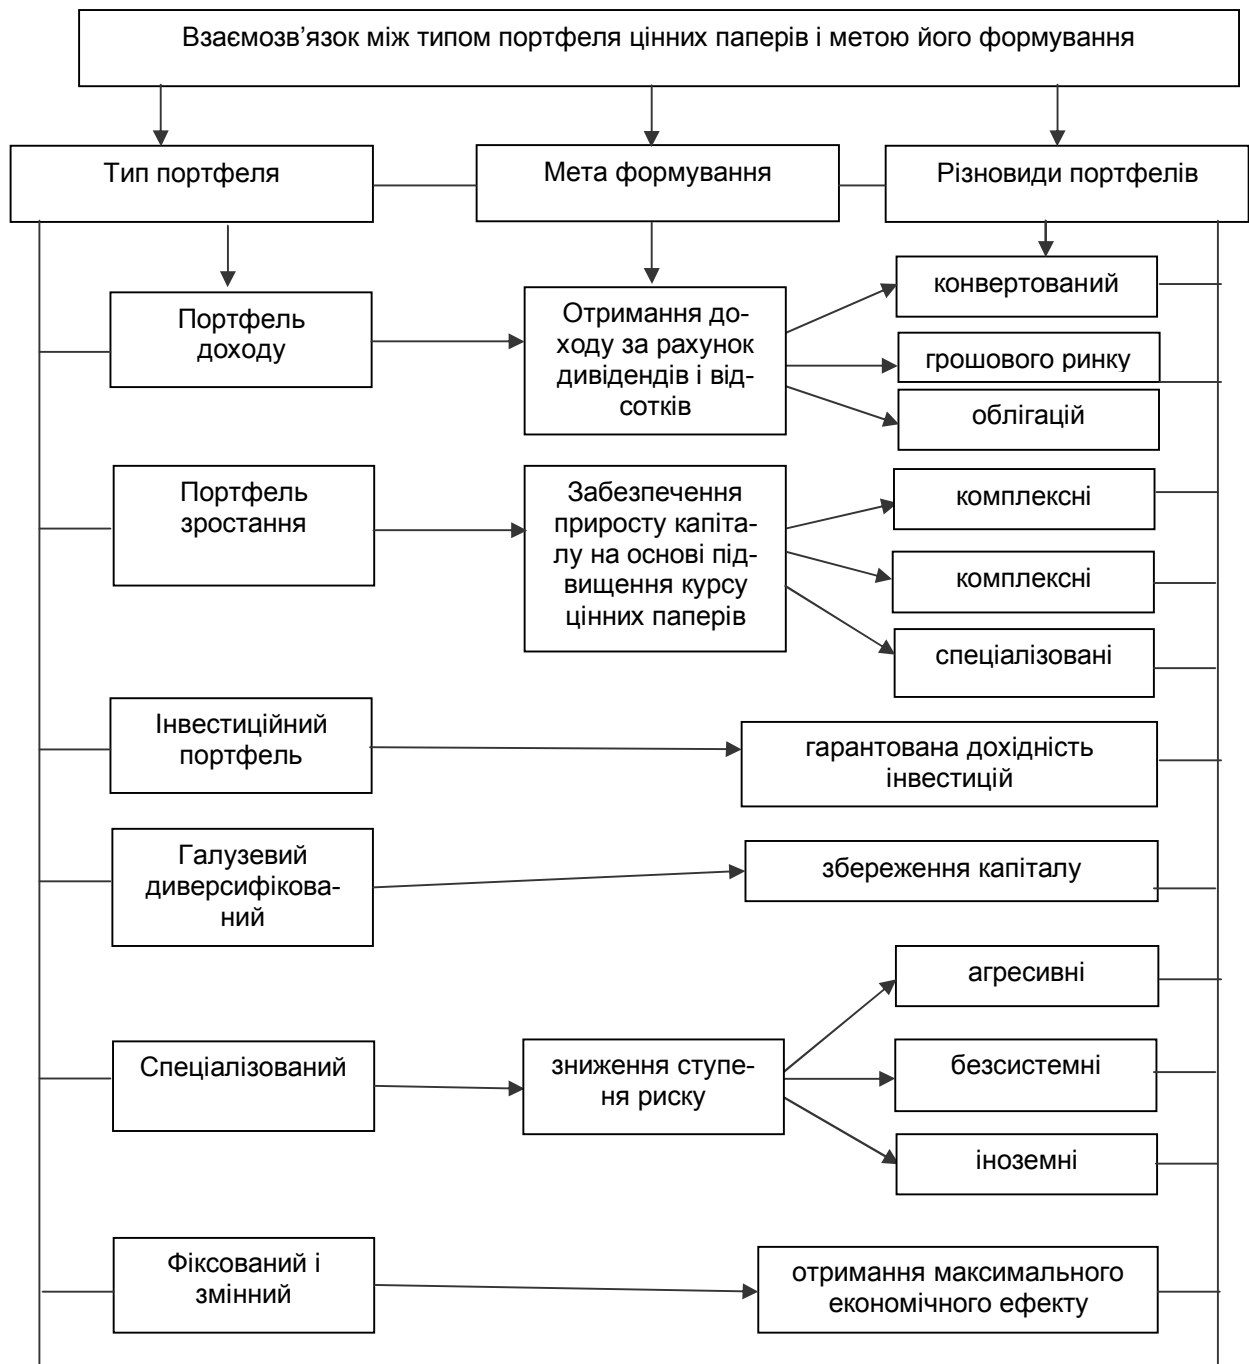 Взаємозв’язок між типом портфеля цінних паперів і метою його формування
Тип портфеля
Мета формування
Різновиди портфелів
Портфель
доходу
Отримання до-
ходу за рахунок
дивідендів і від-
сотків
конвертований
грошового ринку
облігацій
Портфель
зростання
Забезпечення
приросту капіта-
лу на основі під-
вищення курсу
цінних паперів
комплексні
комплексні
спеціалізовані
Інвестиційний
портфель
гарантована дохідність
інвестицій
Галузевий
диверсифікова-
ний
збереження капіталу
Спеціалізований
зниження ступе-
ня риску
агресивні
безсистемні
іноземні
Фіксований і
змінний
отримання максимального
економічного ефекту